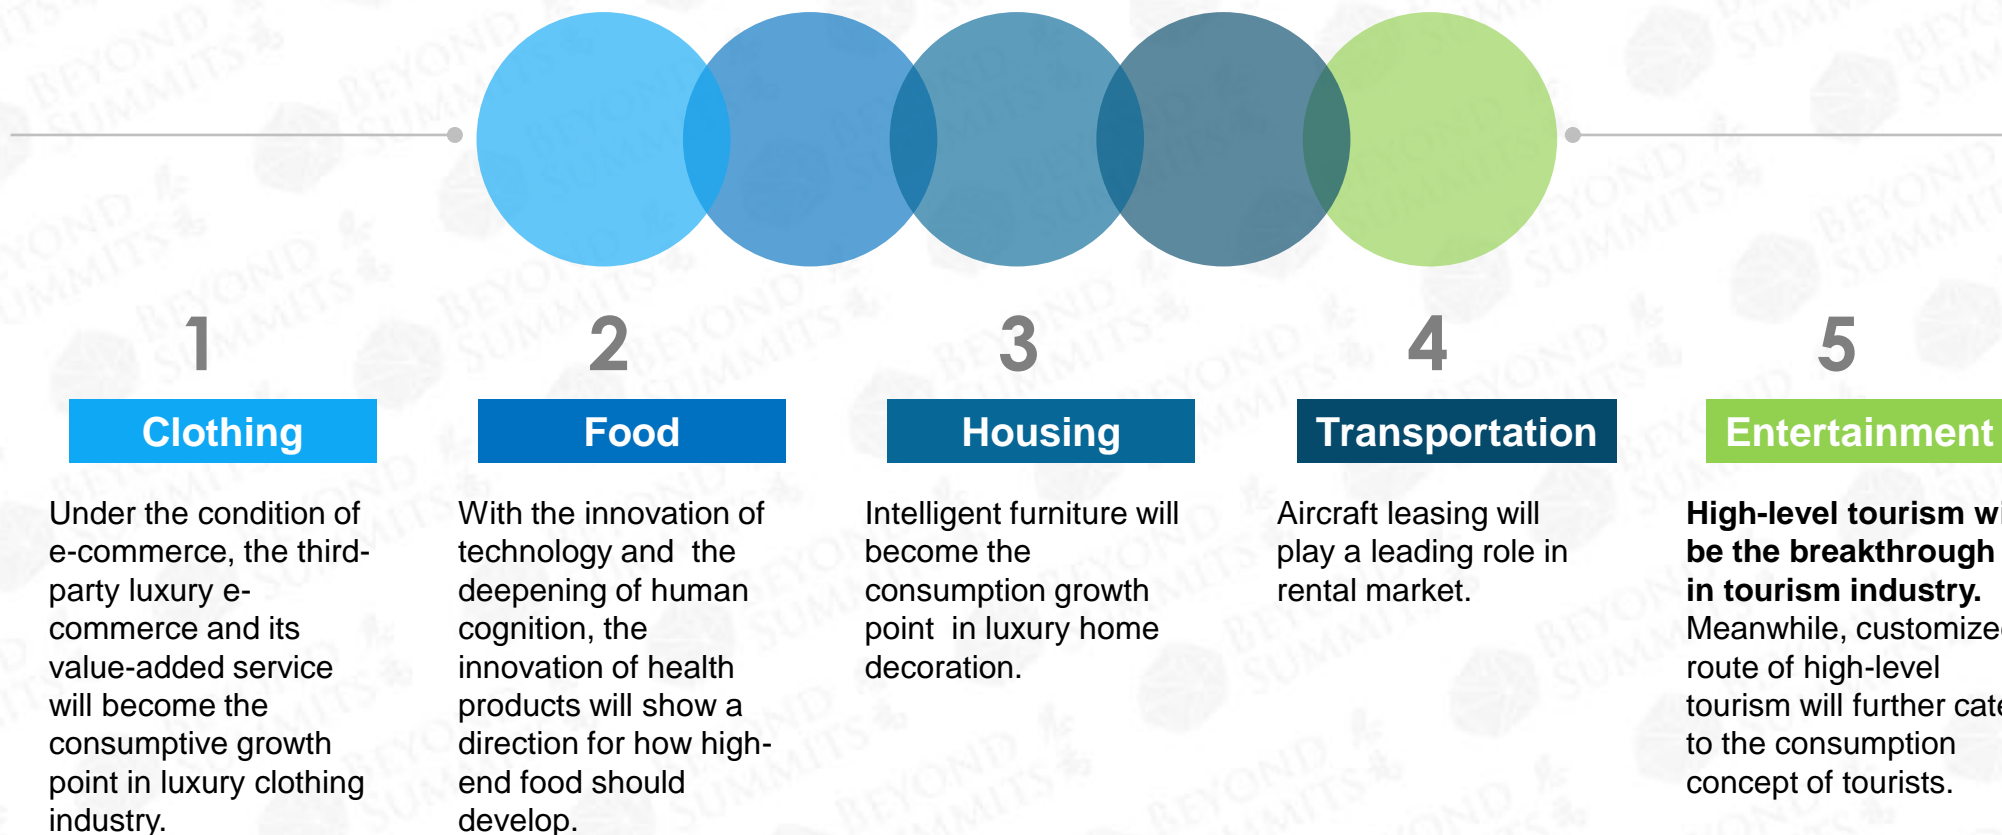 1
Clothing
Under the condition of
e-commerce, the third-
party luxury e-
commerce and its
value-added service
will become the
consumptive growth
point in luxury clothing
industry.
2
Food
With the innovation of
technology and  the
deepening of human
cognition, the
innovation of health
products will show a
direction for how high-
end food should
develop.
3
Housing
Intelligent furniture will
become the
consumption growth
point  in luxury home
decoration.
4
Transportation
Aircraft leasing will
play a leading role in
rental market.
5
Entertainment
High-level tourism
be the breakthrough
in tourism industry.
Meanwhile, customized
route of high-level
tourism will further
to the consumption
concept of tourists.
BEYOND
SUMMITS